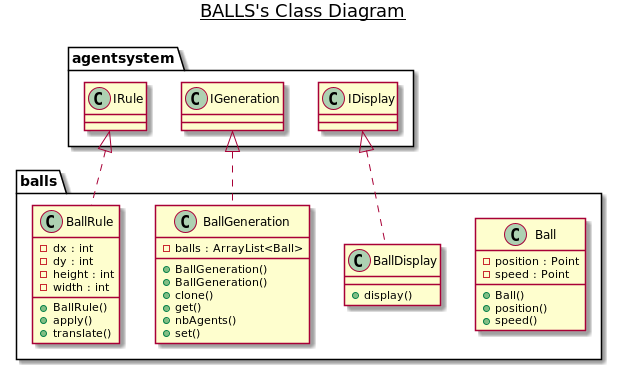 BALLS's Class Diagram
agentsystem
C IRule
C IGeneration
C IDisplay
balls
C BallRule
dx : int
dy : int
height : int
width : int
BallRule()
apply()
translate()
C BallGeneration
balls : ArrayList<Ball>
BallGeneration()
BallGeneration()
clone()
get()
nbAgents()
set()
C BallDisplay
display()
C Ball
position : Point
speed : Point
Ball()
position()
speed()